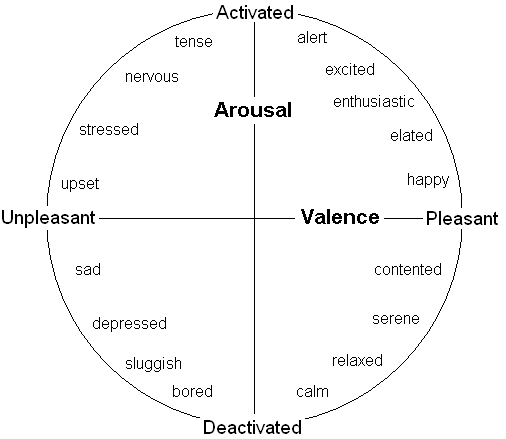 Activated
tense
alert
nervous
excited
enthusiastic
Arousal
stressed
elated
upset
happy
Unpleasant
Valence
Pleasant
sad
contented
depressed
serene
sluggish
relaxed
bored
calm
Deactivated